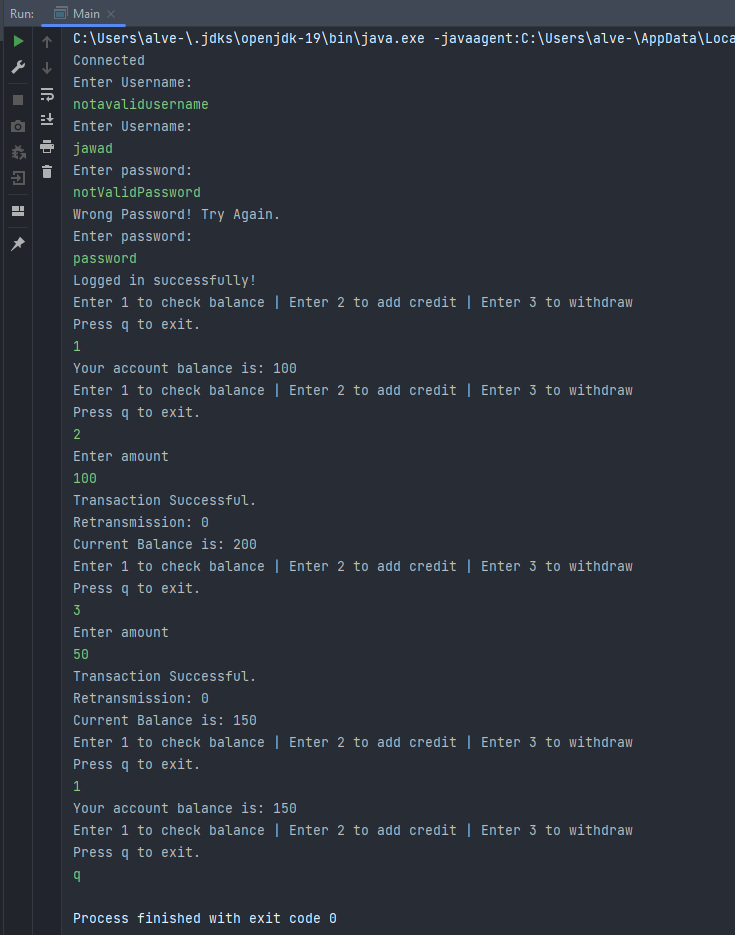 Run: Main
C:\Users\alve-\.jdks\openjdk-19\bin\java.exe -javaagent:C:\Users\alve-\AppData\Loca
Connected
Enter Username:
notavalidusername
Enter Username:
jawad
Enter password:
notValidPassword
Wrong Password! Try Again.
Enter password:
password
Logged in successfully!
Enter 1 to check balance | Enter 2 to add credit | Enter 3 to withdraw
Press q to exit.
1
Your account balance is: 100
Enter 1 to check balance | Enter 2 to add credit | Enter 3 to withdraw
Press q to exit.
2
Enter amount
100
Transaction Successful.
Retransmission: 0
Current Balance is: 200
Enter 1 to check balance | Enter 2 to add credit | Enter 3 to withdraw
Press q to exit.
3
Enter amount
50
Transaction Successful.
Retransmission: 0
Current Balance is: 150
Enter 1 to check balance | Enter 2 to add credit | Enter 3 to withdraw
Press q to exit.
1
Your account balance is: 150
Enter 1 to check balance | Enter 2 to add credit | Enter 3 to withdraw
Press q to exit.
q
Process finished with exit code 0